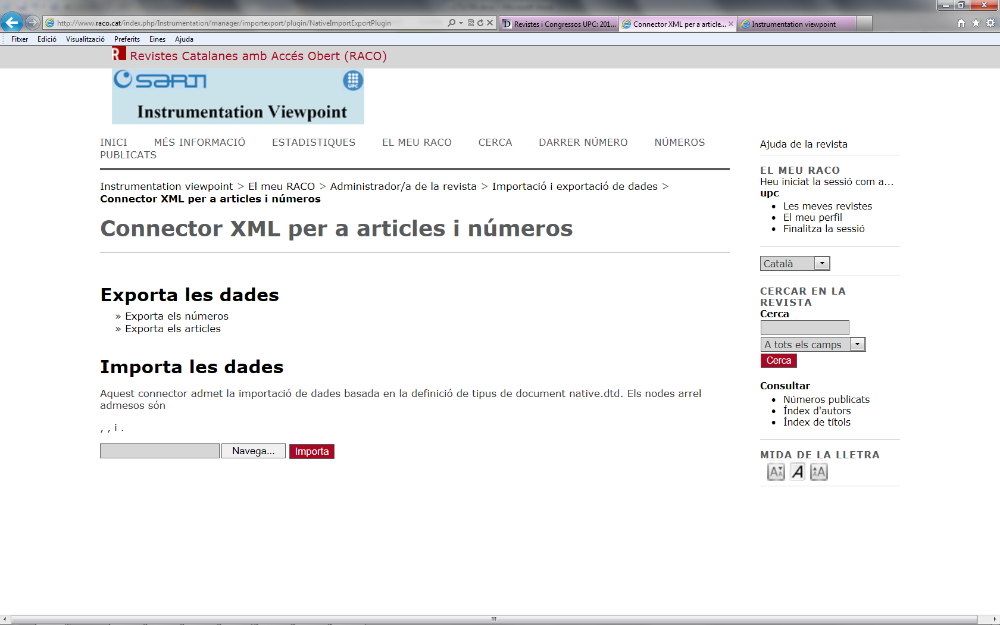 http://www.raco.cat/index.php/Instrumentation/manager/importexport/plugin/NativeImportExportPlugin
Revistes i Congressos UPC: 201...
Connector XML per a article...
Instrumentation viewpoint
Fitxer Edició Visualització Preferits Eines Ajuda
R Revistes Catalanes amb Accés Obert (RACO)
SARTI
UPC
Instrumentation Viewpoint
INICI MÉS INFORMACIÓ ESTADISTIQUES EL MEU RACO CERCA DARRER NÚMERO NÚMEROS
PUBLICATS
Instrumentation viewpoint > El meu RACO > Administrador/a de la revista > Importació i exportació de dades >
Connector XML per a articles i números
Connector XML per a articles i números
Exporta les dades
» Exporta els números
» Exporta els articles
Importa les dades
Aquest connector admet la importació de dades basada en la definició de tipus de document native.dtd. Els nodes arrel
admesos són
, , i .
Navega... Importa
Ajuda de la revista
EL MEU RACO
Heu iniciat la sessió com a...
upc
• Les meves revistes
• El meu perfil
• Finalitza la sessió
Català
CERCAR EN LA
REVISTA
Cerca
A tots els camps
Cerca
Consultar
• Números publicats
• Índex d'autors
• Índex de títols
MIDA DE LA LLETRA
A A A